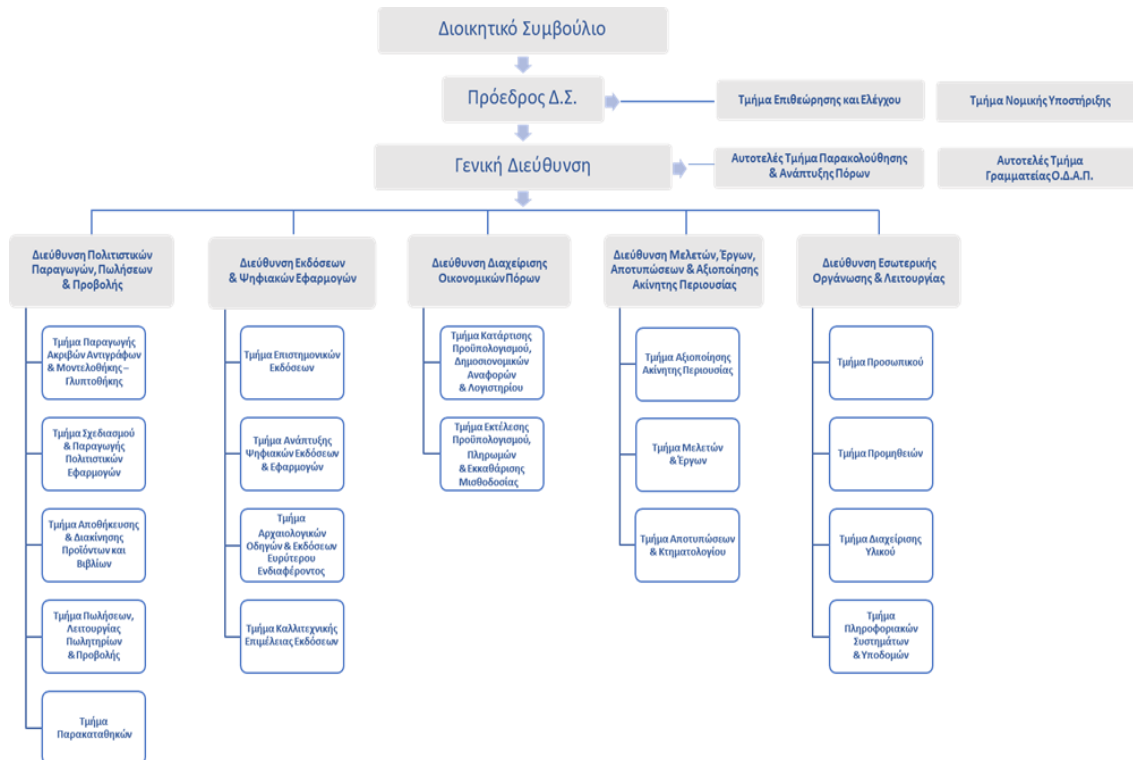 Διοικητικό Συμβούλιο
Πρόεδρος Δ.Σ.
Τμήμα Επιθεώρησης και Ελέγχου
Τμήμα Νομικής Υποστήριξης
Γενική Διεύθυνση
Αυτοτελές Τμήμα Παρακολούθησης
& Ανάπτυξης Πόρων
Αυτοτελές Τμήμα
Γραμματείας Ο.Δ.Α.Π.
Διεύθυνση Πολιτιστικών
Παραγωγών, Πωλήσεων
& Προβολής
Τμήμα Παραγωγής
Ακριβών Αντιγράφων
& Μοντελοθήκης –
Γλυπτοθήκης
Τμήμα Σχεδιασμού
& Παραγωγής
Πολιτιστικών
Εφαρμογών
Τμήμα Αποθήκευσης
& Διακίνησης
Προϊόντων και
Βιβλίων
Τμήμα Πωλήσεων,
Λειτουργίας
Πωλητηρίων
& Προβολής
Τμήμα
Παρακαταθηκών
Διεύθυνση Εκδόσεων
& Ψηφιακών Εφαρμογών
Τμήμα Επιστημονικών
Εκδόσεων
Τμήμα Ανάπτυξης
Ψηφιακών Εκδόσεων
& Εφαρμογών
Τμήμα
Αρχαιολογικών
Οδηγών & Εκδόσεων
Ευρύτερου
Ενδιαφέροντος
Τμήμα Καλλιτεχνικής
Επιμέλειας Εκδόσεων
Διεύθυνση Διαχείρισης
Οικονομικών Πόρων
Τμήμα Κατάρτισης
Προϋπολογισμού,
Δημοσιονομικών
Αναφορών
& Λογιστηρίου
Τμήμα Εκτέλεσης
Προϋπολογισμού,
Πληρωμών
& Εκκαθάρισης
Μισθοδοσίας
Διεύθυνση Μελετών, Έργων,
Αποτυπώσεων & Αξιοποίησης
Ακίνητης Περιουσίας
Τμήμα Αξιοποίησης
Ακίνητης Περιουσίας
Τμήμα Μελετών
& Έργων
Τμήμα Αποτυπώσεων
& Κτηματολογίου
Διεύθυνση Εσωτερικής
Οργάνωσης & Λειτουργίας
Τμήμα Προσωπικού
Τμήμα Προμηθειών
Τμήμα Διαχείρισης
Υλικού
Τμήμα
Πληροφοριακών
Συστημάτων
& Υποδομών